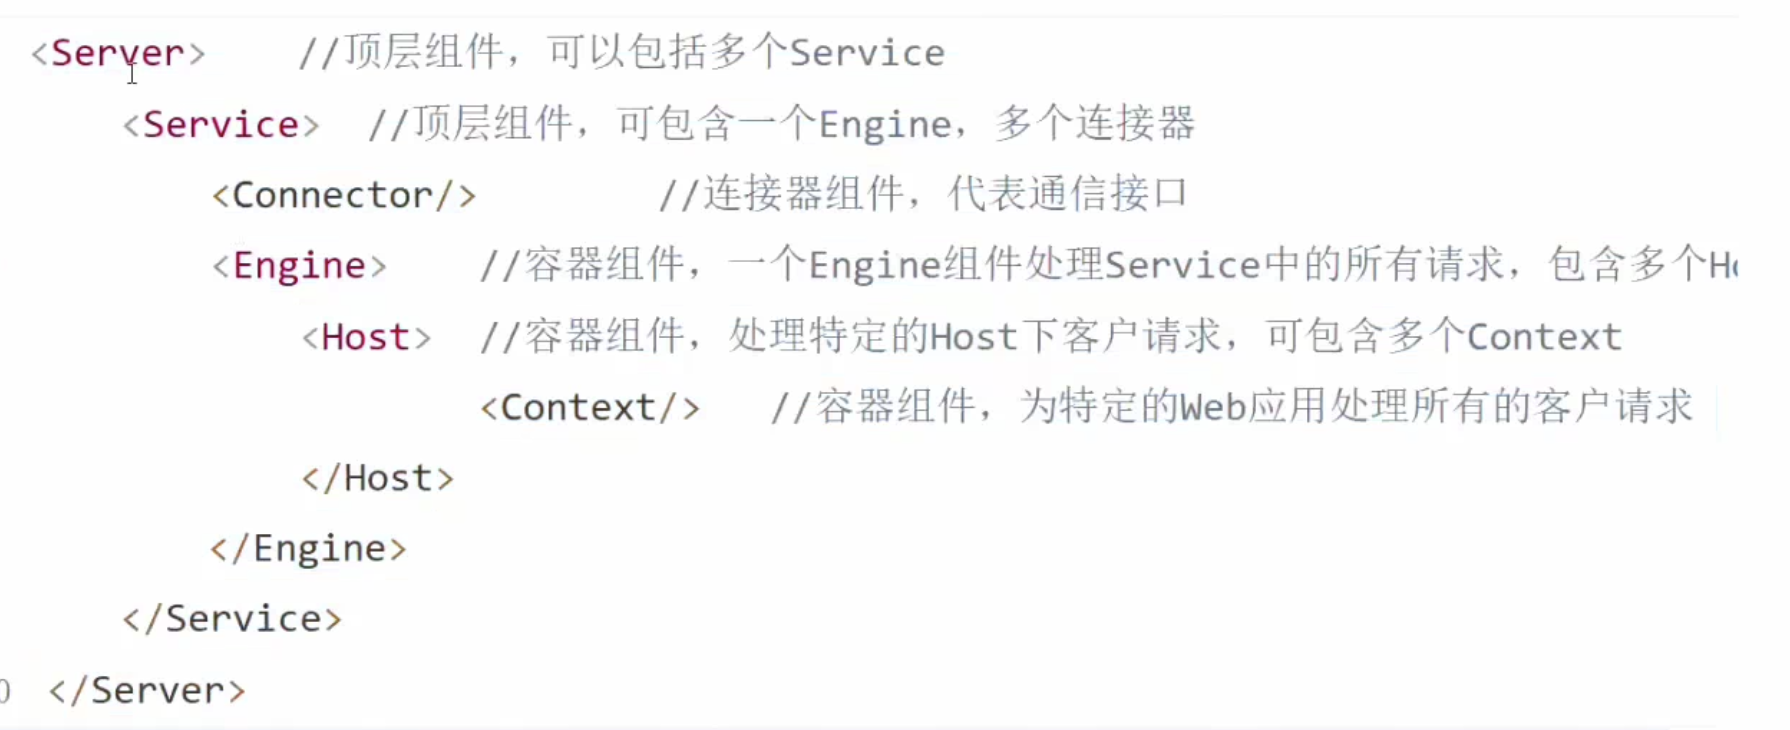 <Server> //顶层组件，可以包括多个Service
<Service> //顶层组件，可包含一个Engine，多个连接器
<Connector/> //连接器组件，代表通信接口
<Engine> //容器组件，一个Engine组件处理Service中的所有请求，包含多个
<Host> //容器组件，处理特定的Host下客户请求，可包含多个Context
<Context/> //容器组件，为特定的Web应用处理所有的客户请求
</Host>
</Engine>
</Service>
</Server>